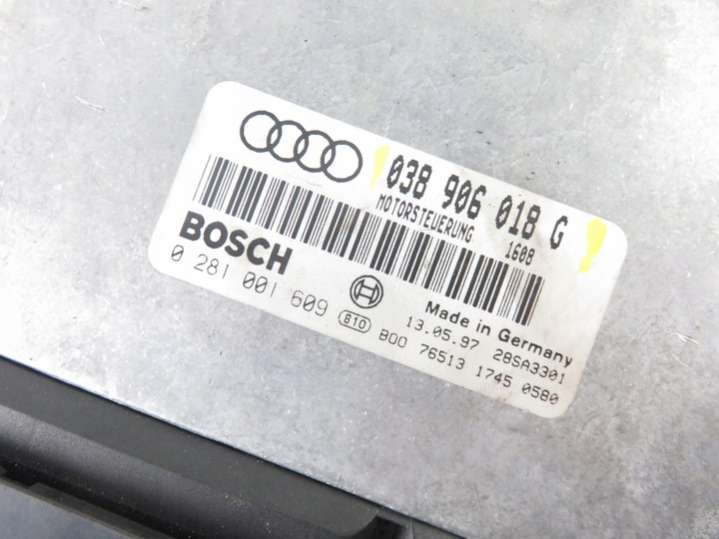 038 906 018 G
MOTORSTEUERUNG 1608
BOSCH
0 281 001 609
Made in Germany
13.05.97 28SA3301
810 BOO 76513 1745 0580